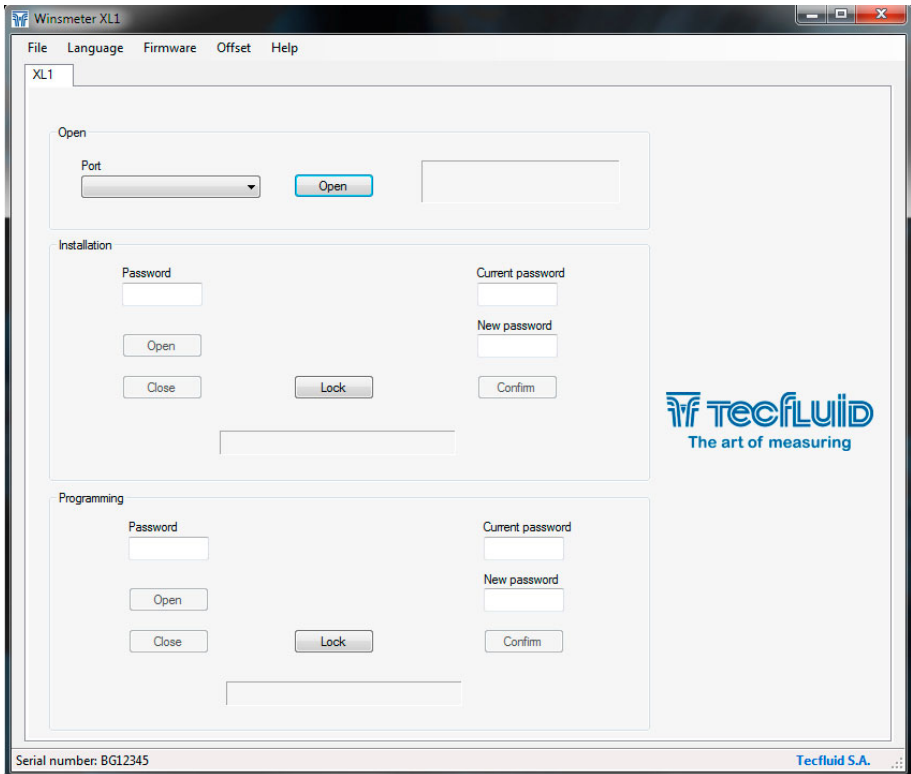 Winsmeter XL1
File Language Firmware Offset Help
XL1
Open
Port
Open
Installation
Password Current password
New password
Open
Close Lock Confirm
TECFLUID
The art of measuring
Programming
Password Current password
New password
Open
Close Lock Confirm
Serial number: BG12345 Tecfluid S.A.